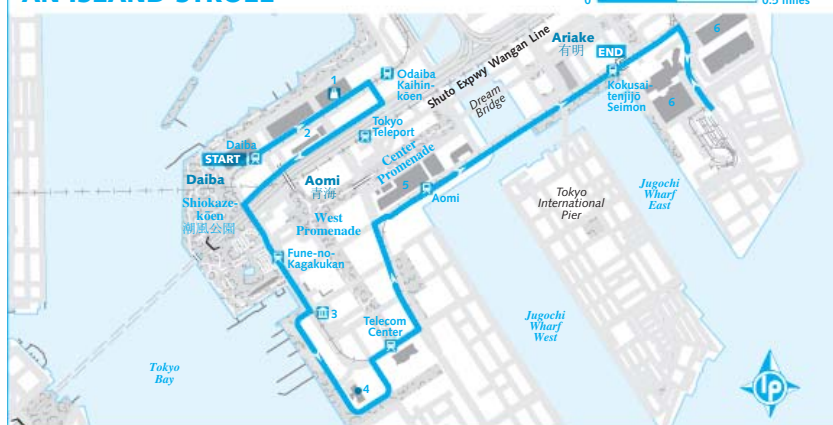 AN ISLAND STROLL
0 0.5 miles
Ariake
有明
END
6
1
Odaiba
Kaihin-
kōen
Shuto Expwy Wangan Line
Kokusai-
tenjijō
Seimon
6
Dream
Bridge
2
Tokyo
Teleport
Daiba
START
Center
Promenade
Daiba
Aomi
青海
5
Aomi
Tokyo
International
Pier
Jugochi
Wharf
East
Shiokaze-
kōen
潮風公園
West
Promenade
Fune-no-
Kagakukan
3
Telecom
Center
Jugochi
Wharf
West
Tokyo
Bay
4
lp